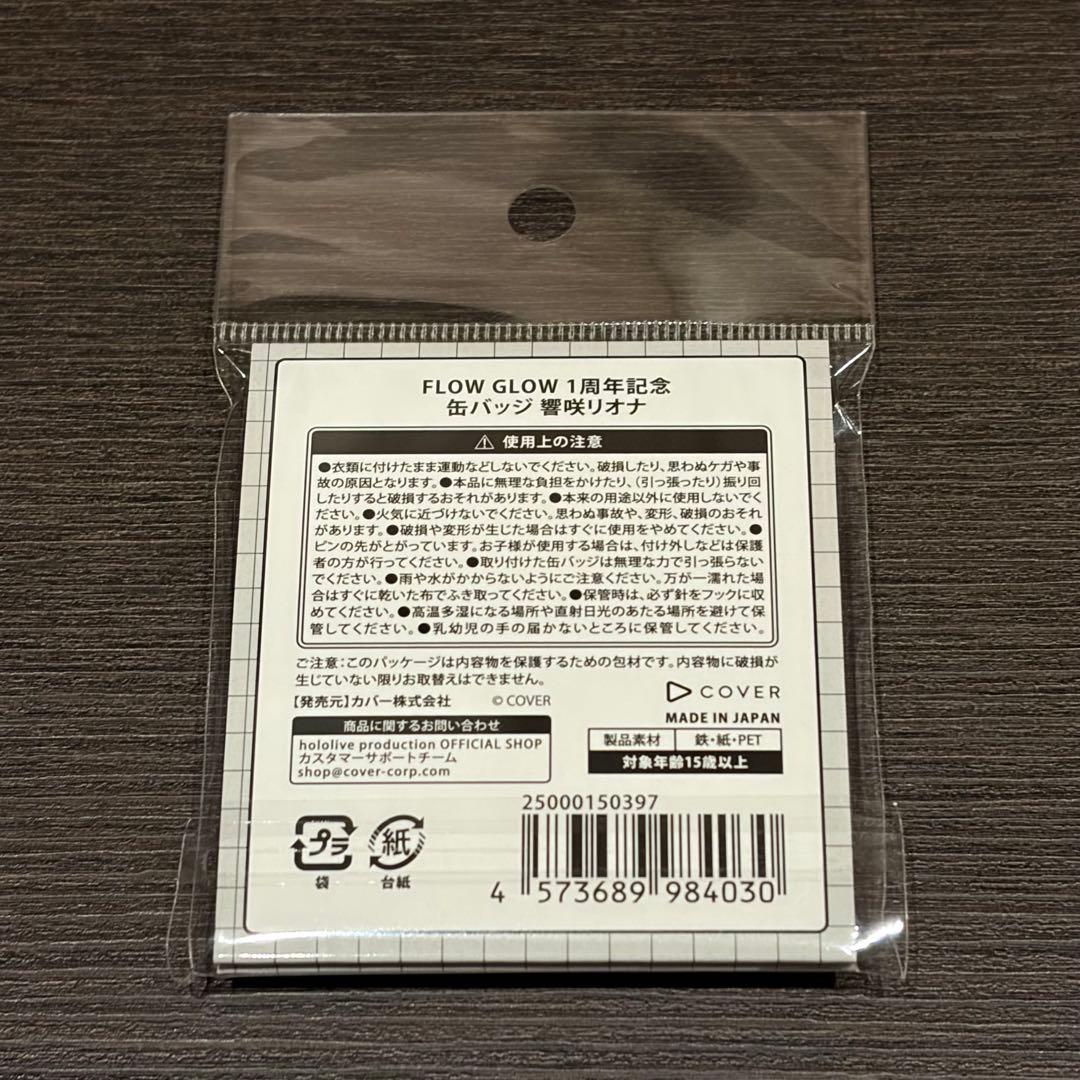 FLOW GLOW 1周年記念
缶バッジ 響咲リオナ
⚠ 使用上の注意
●衣類に付けたまま運動などしないでください。破損したり、思わぬケガや事
故の原因となります。●本品に無理な負担をかけたり、（引っ張ったり）振り回
したりすると破損するおそれがあります。●本来の用途以外に使用しないでく
ださい。●火気に近づけないでください。思わぬ事故や、変形、破損のおそれ
があります。●破損や変形が生じた場合はすぐに使用をやめてください。●
ピンの先がとがっています。お子様が使用する場合は、付け外しなどは保護
者の方が行ってください。●取り付けた缶バッジは無理な力で引っ張らない
でください。●雨や水がかからないようにご注意ください。万が一濡れた場
合はすぐに乾いた布でふき取ってください。●保管時は、必ず針をフックに収
めてください。●高温多湿になる場所や直射日光のあたる場所を避けて保
管してください。●乳幼児の手の届かないところに保管してください。
ご注意：このパッケージは内容物を保護するための包材です。内容物に破損が
生じていない限りお取替えはできません。
【発売元】カバー株式会社 © COVER
COVER
MADE IN JAPAN
商品に関するお問い合わせ
hololive production OFFICIAL SHOP
カスタマーサポートチーム
shop@cover-corp.com
製品素材 鉄・紙・PET
対象年齢15歳以上
プラ
袋
紙
台紙
25000150397
4 573689 984030